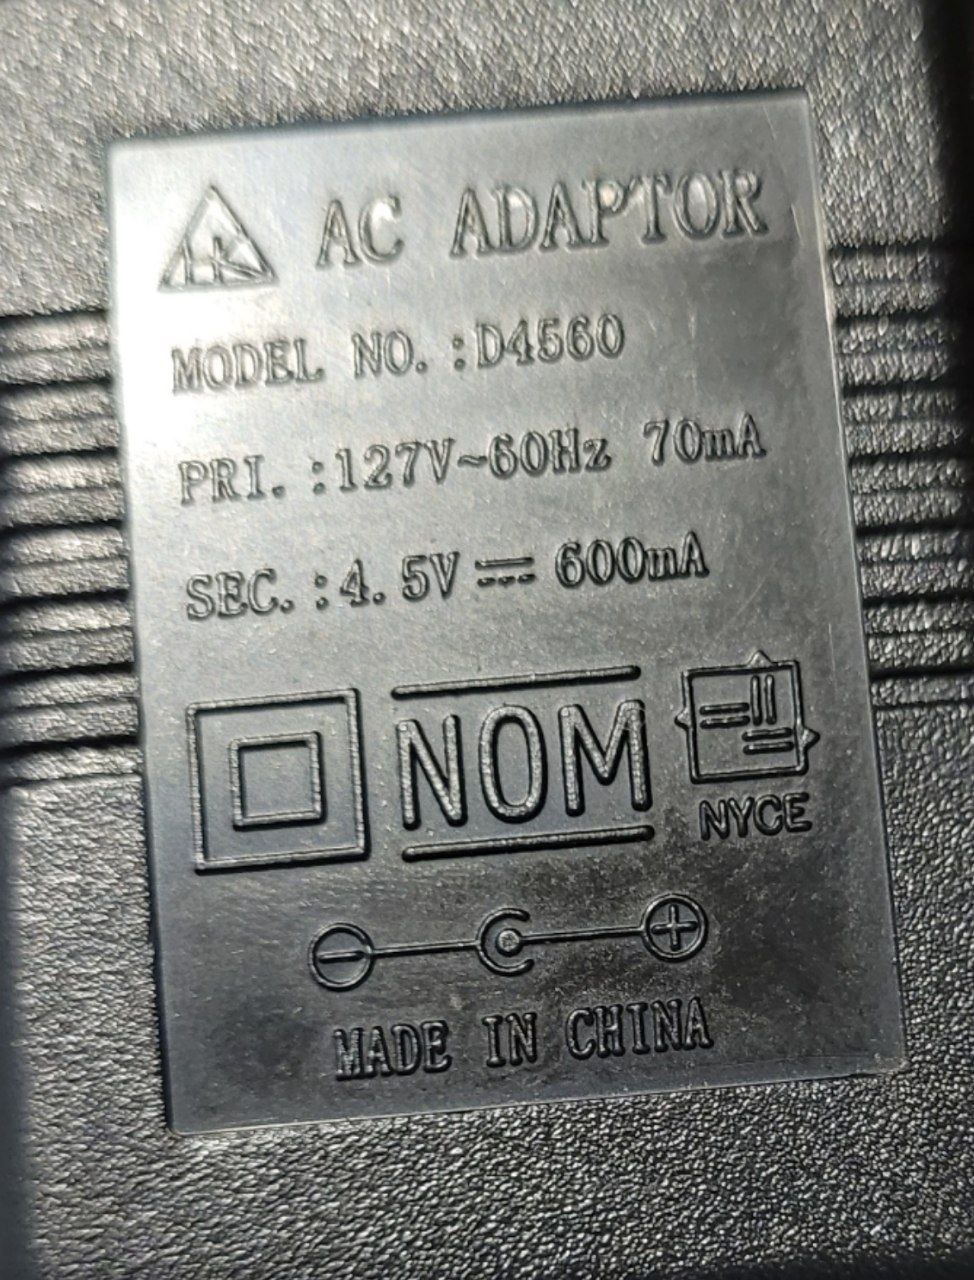 AC ADAPTOR
MODEL NO.:D4560
PRI.:127V~60Hz 70mA
SEC.:4.5V⎓600mA
NOM
NYCE
MADE IN CHINA